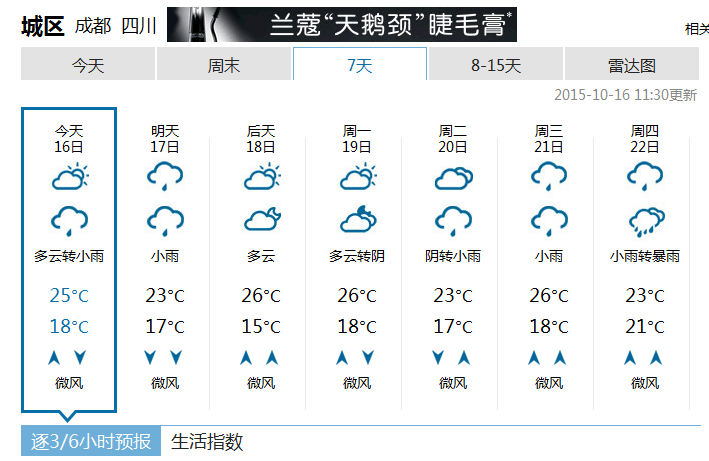 城区 成都 四川
兰蔻“天鹅颈”睫毛膏*
相关
今天 周末 7天 8-15天 雷达图
2015-10-16 11:30更新
今天 明天 后天 周一 周二 周三 周四
16日 17日 18日 19日 20日 21日 22日
多云转小雨 小雨 多云 多云转阴 阴转小雨 小雨 小雨转暴雨
25°C 23°C 26°C 26°C 23°C 26°C 23°C
18°C 17°C 15°C 18°C 17°C 18°C 21°C
微风 微风 微风 微风 微风 微风 微风
逐3/6小时预报 生活指数